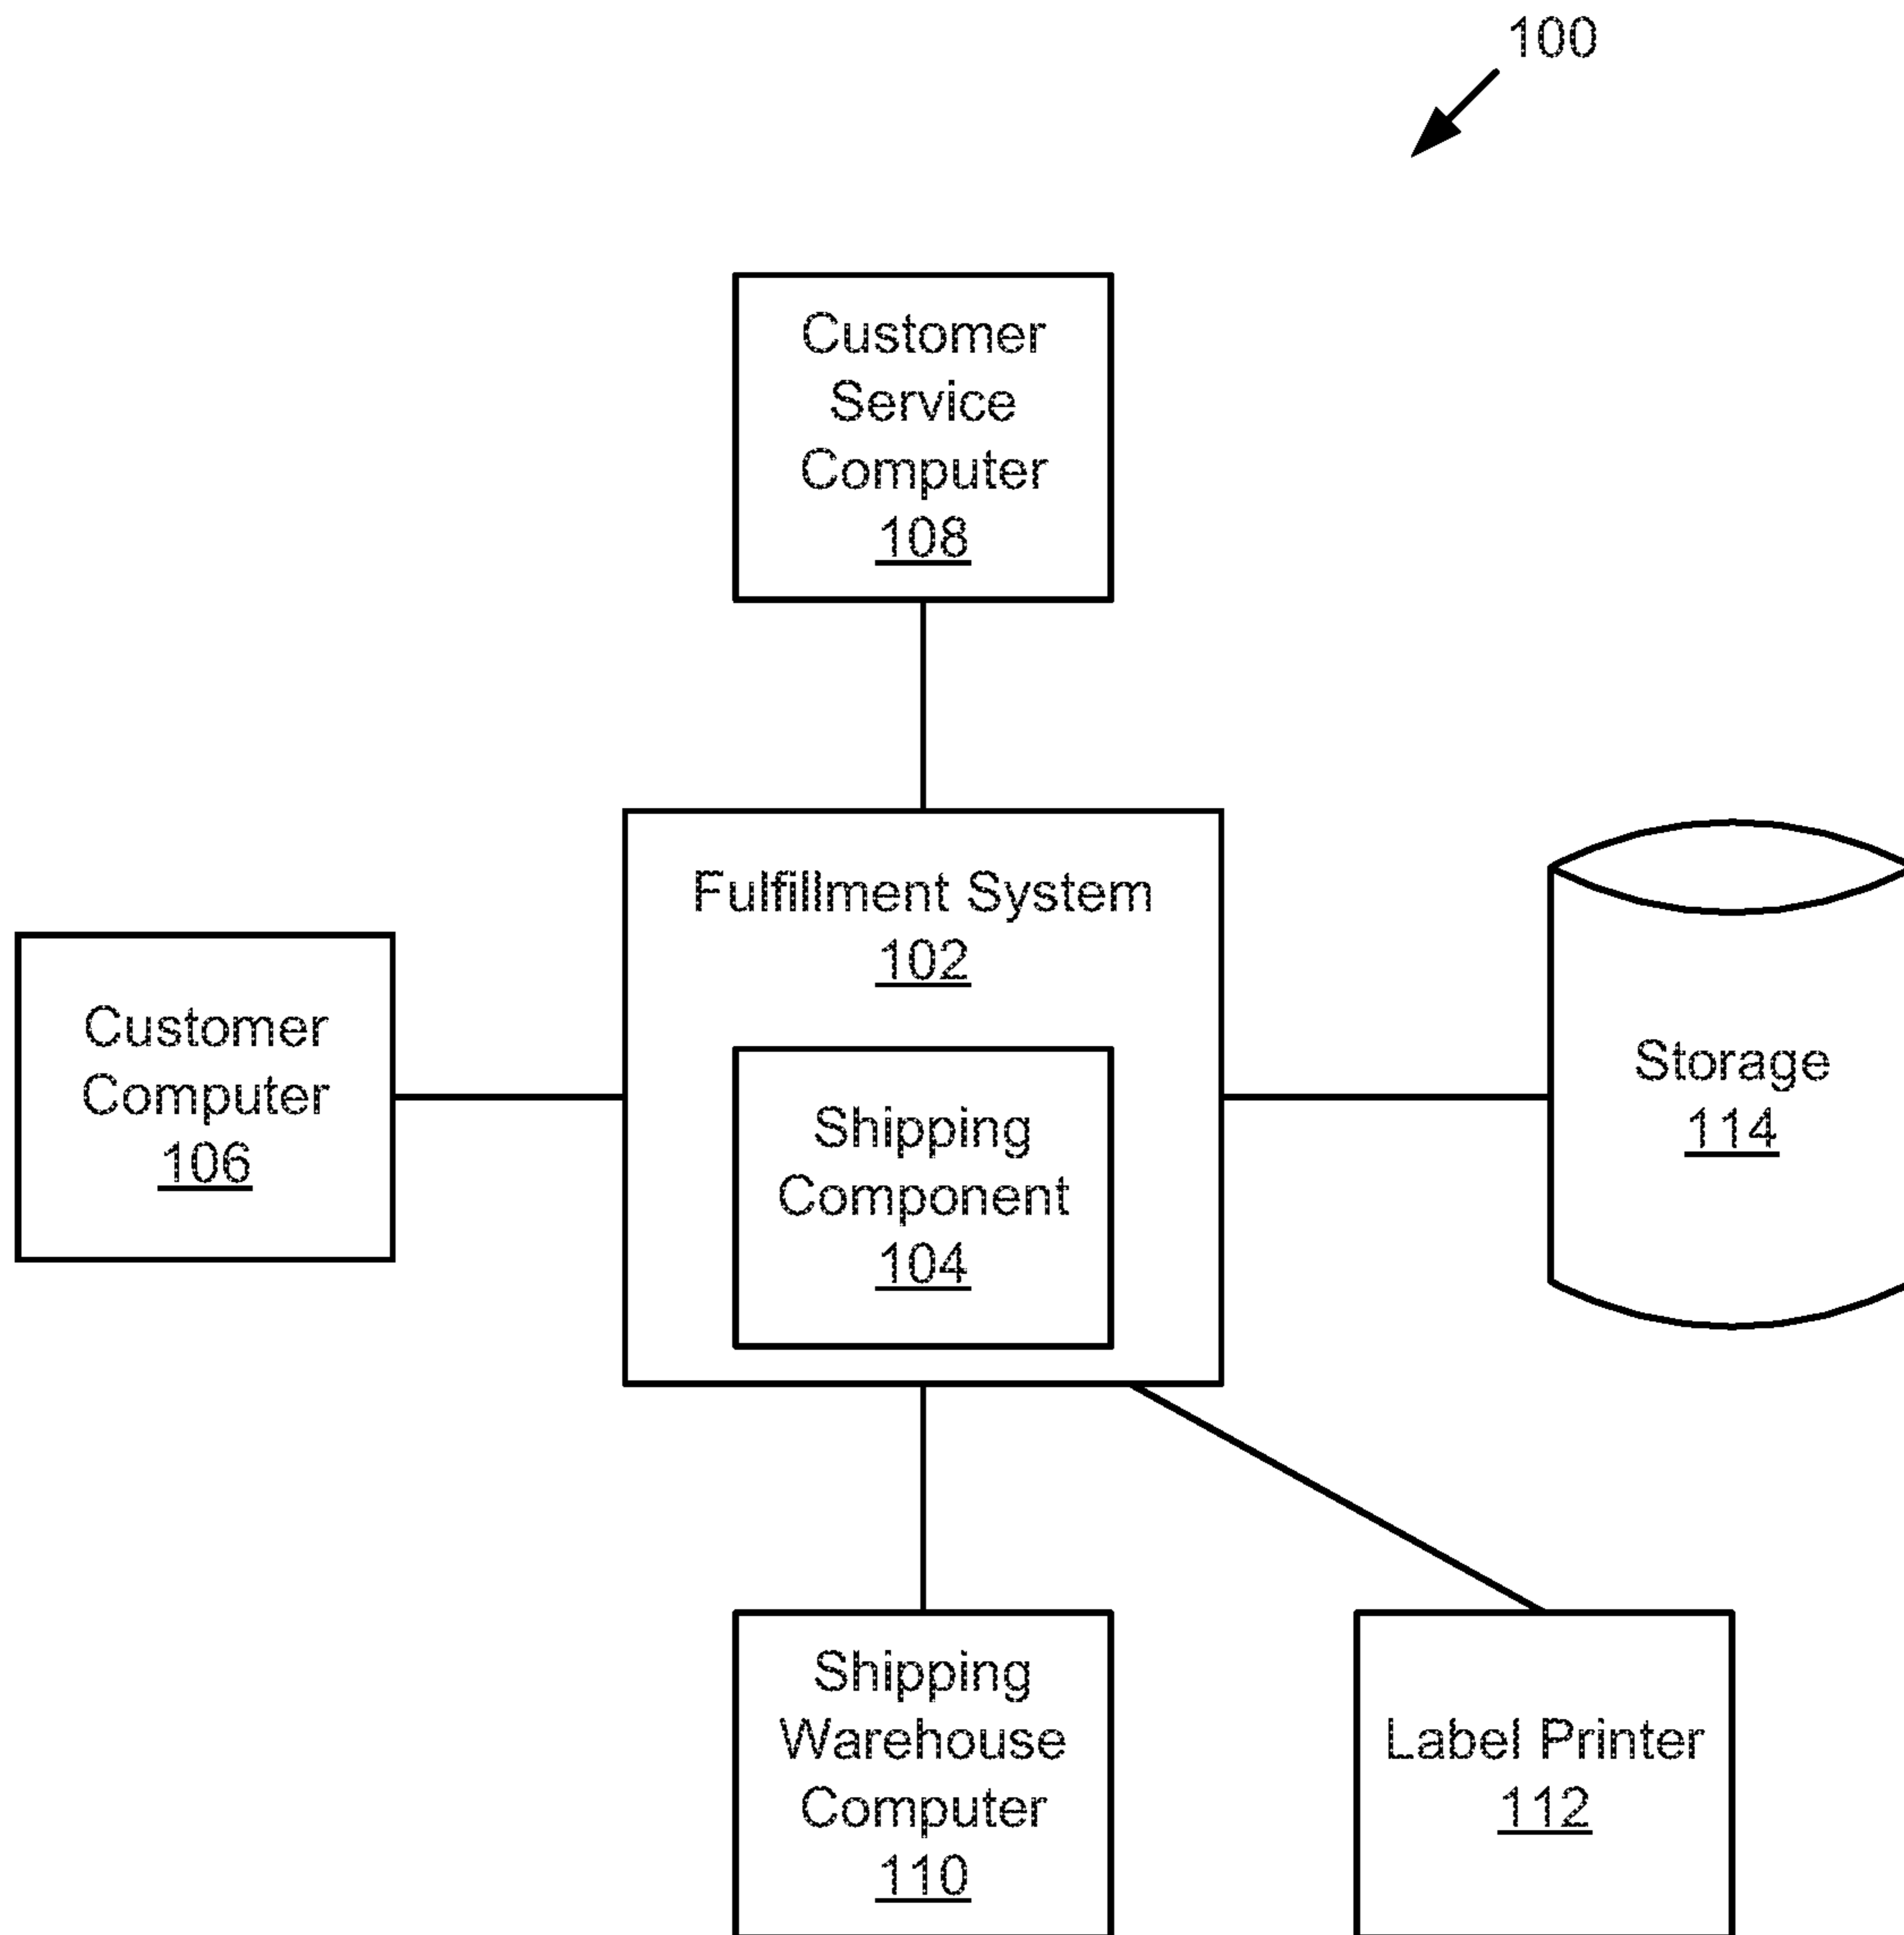 100
Customer
Service
Computer
108
Fulfillment System
102
Customer
Computer
106
Shipping
Component
104
Storage
114
Shipping
Warehouse
Computer
110
Label Printer
112